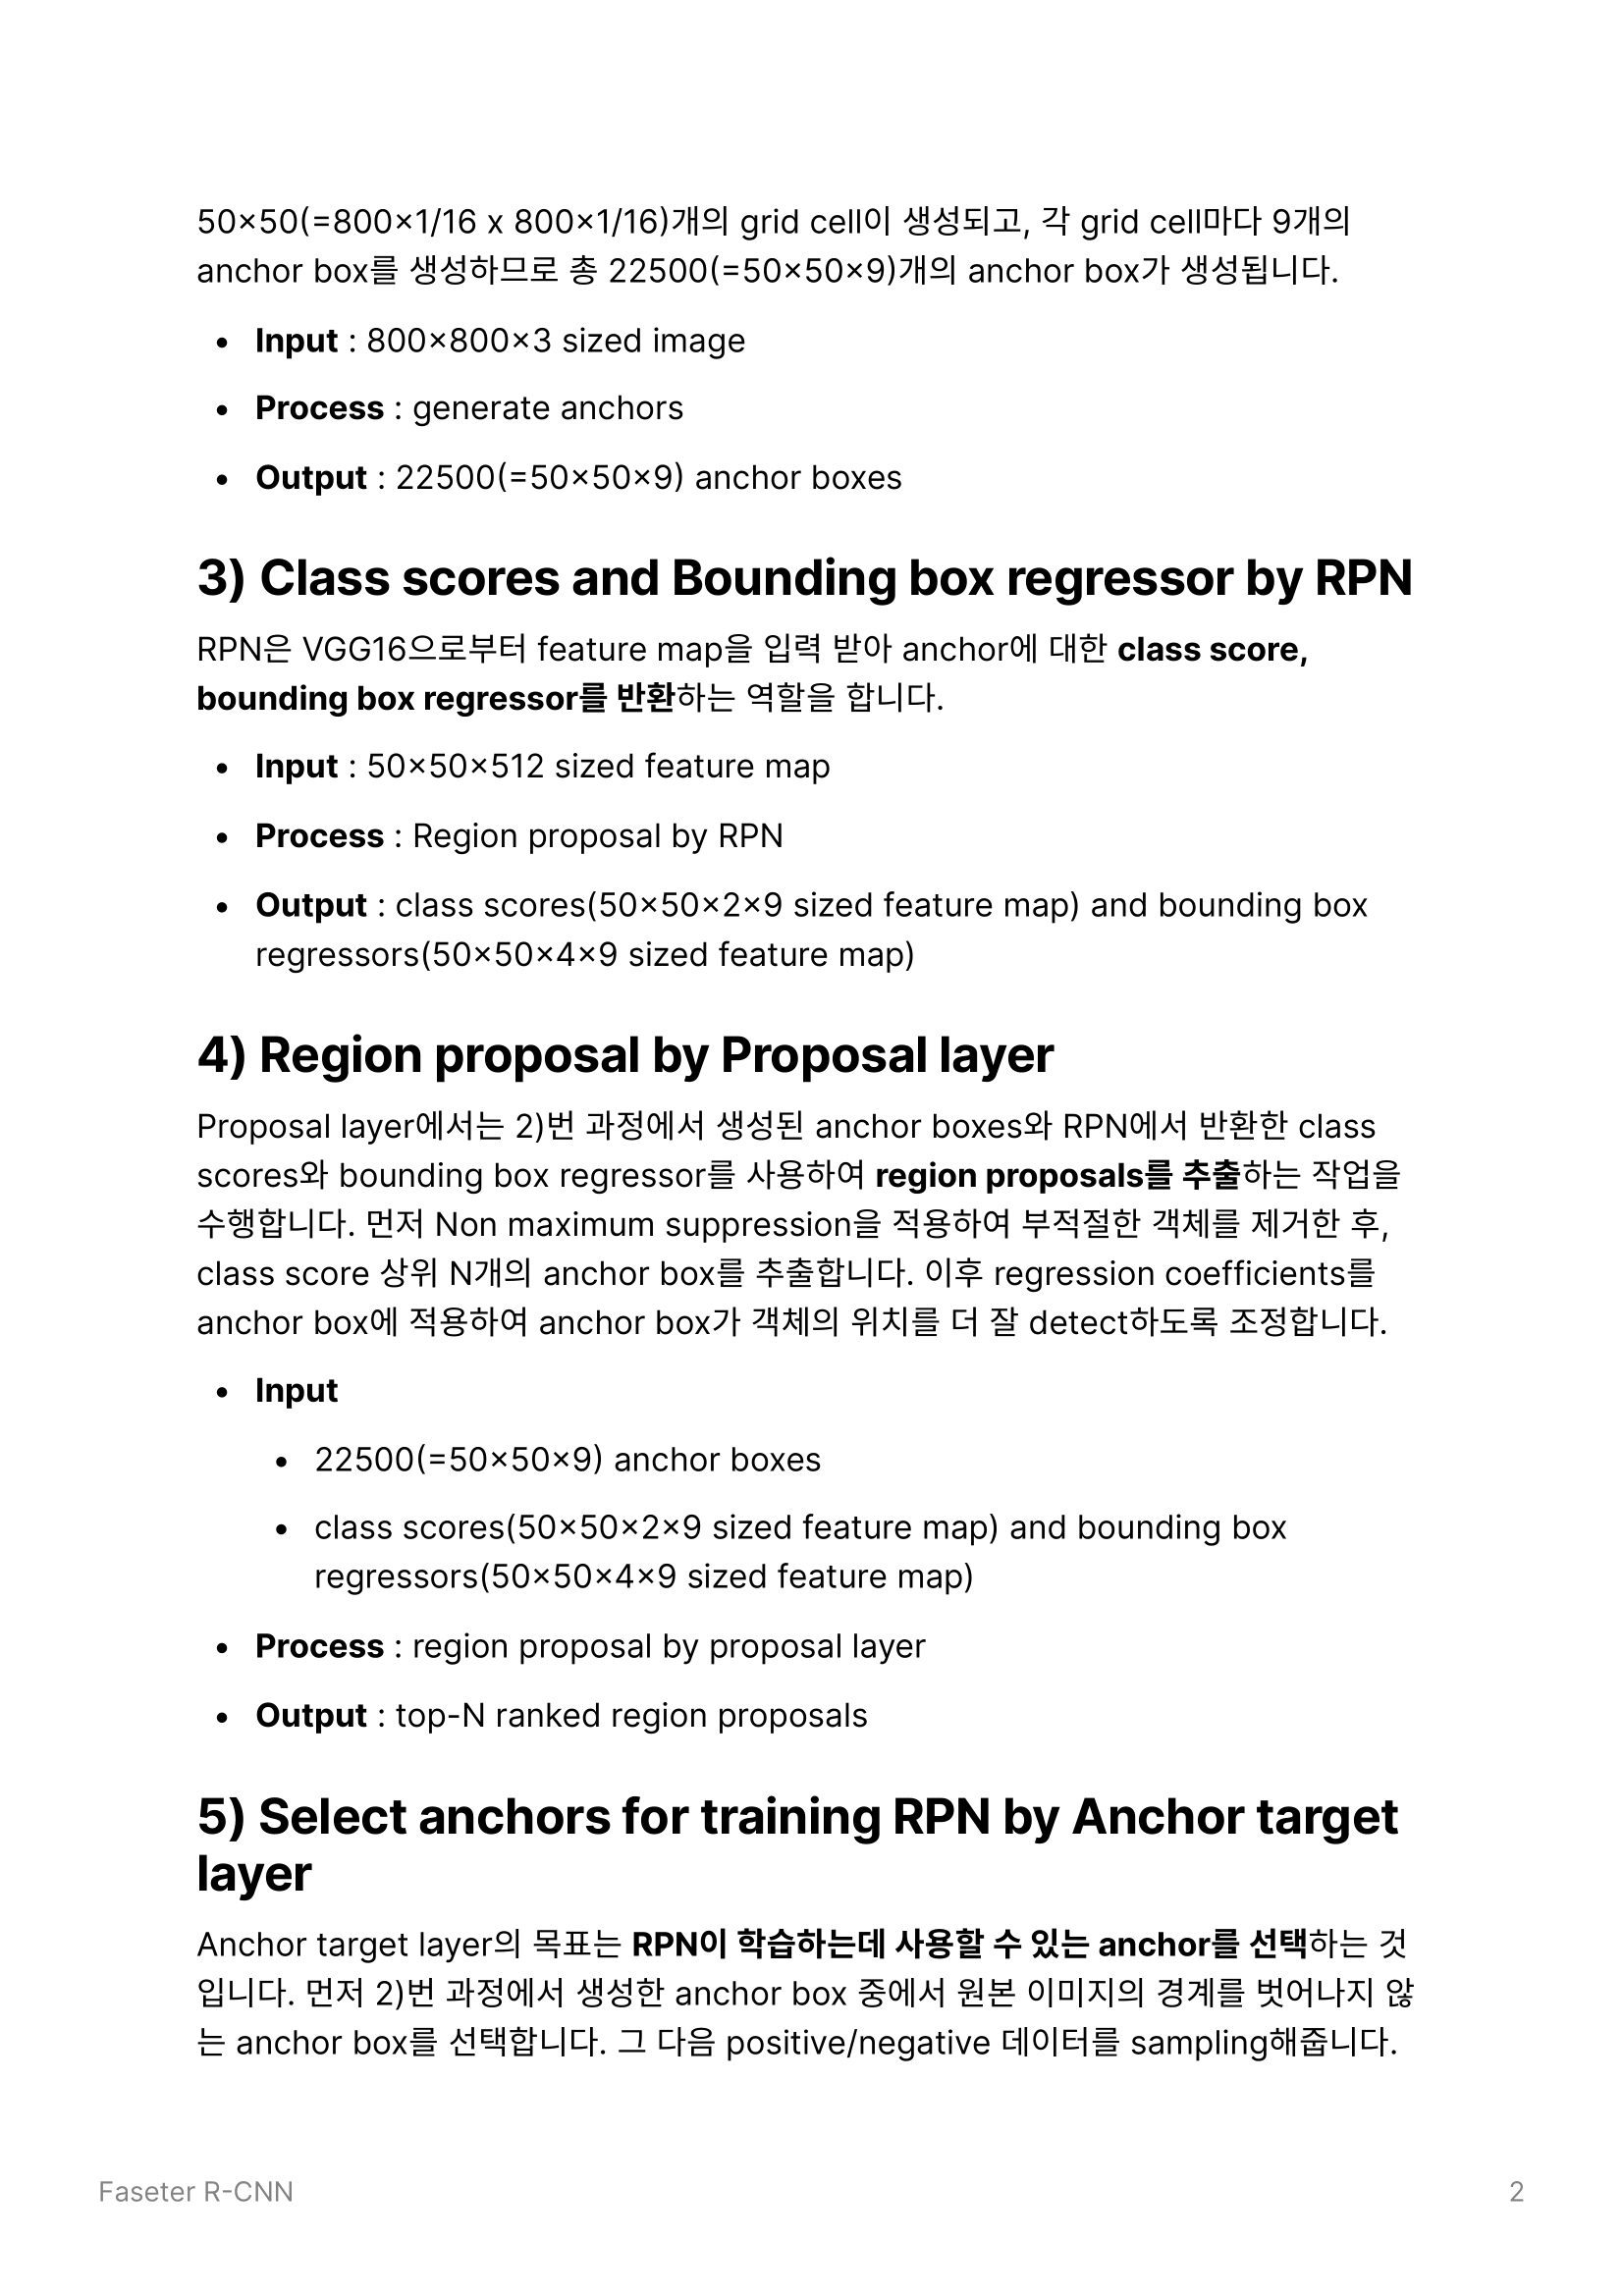 50×50(=800×1/16 x 800×1/16)개의 grid cell이 생성되고, 각 grid cell마다 9개의
anchor box를 생성하므로 총 22500(=50×50×9)개의 anchor box가 생성됩니다.
• Input : 800×800×3 sized image
• Process : generate anchors
• Output : 22500(=50×50×9) anchor boxes
3) Class scores and Bounding box regressor by RPN
RPN은 VGG16으로부터 feature map을 입력 받아 anchor에 대한 class score,
bounding box regressor를 반환하는 역할을 합니다.
• Input : 50×50×512 sized feature map
• Process : Region proposal by RPN
• Output : class scores(50×50×2×9 sized feature map) and bounding box
regressors(50×50×4×9 sized feature map)
4) Region proposal by Proposal layer
Proposal layer에서는 2)번 과정에서 생성된 anchor boxes와 RPN에서 반환한 class
scores와 bounding box regressor를 사용하여 region proposals를 추출하는 작업을
수행합니다. 먼저 Non maximum suppression을 적용하여 부적절한 객체를 제거한 후,
class score 상위 N개의 anchor box를 추출합니다. 이후 regression coefficients를
anchor box에 적용하여 anchor box가 객체의 위치를 더 잘 detect하도록 조정합니다.
• Input
• 22500(=50×50×9) anchor boxes
• class scores(50×50×2×9 sized feature map) and bounding box
regressors(50×50×4×9 sized feature map)
• Process : region proposal by proposal layer
• Output : top-N ranked region proposals
5) Select anchors for training RPN by Anchor target
layer
Anchor target layer의 목표는 RPN이 학습하는데 사용할 수 있는 anchor를 선택하는 것
입니다. 먼저 2)번 과정에서 생성한 anchor box 중에서 원본 이미지의 경계를 벗어나지 않
는 anchor box를 선택합니다. 그 다음 positive/negative 데이터를 sampling해줍니다.
Faseter R-CNN
2